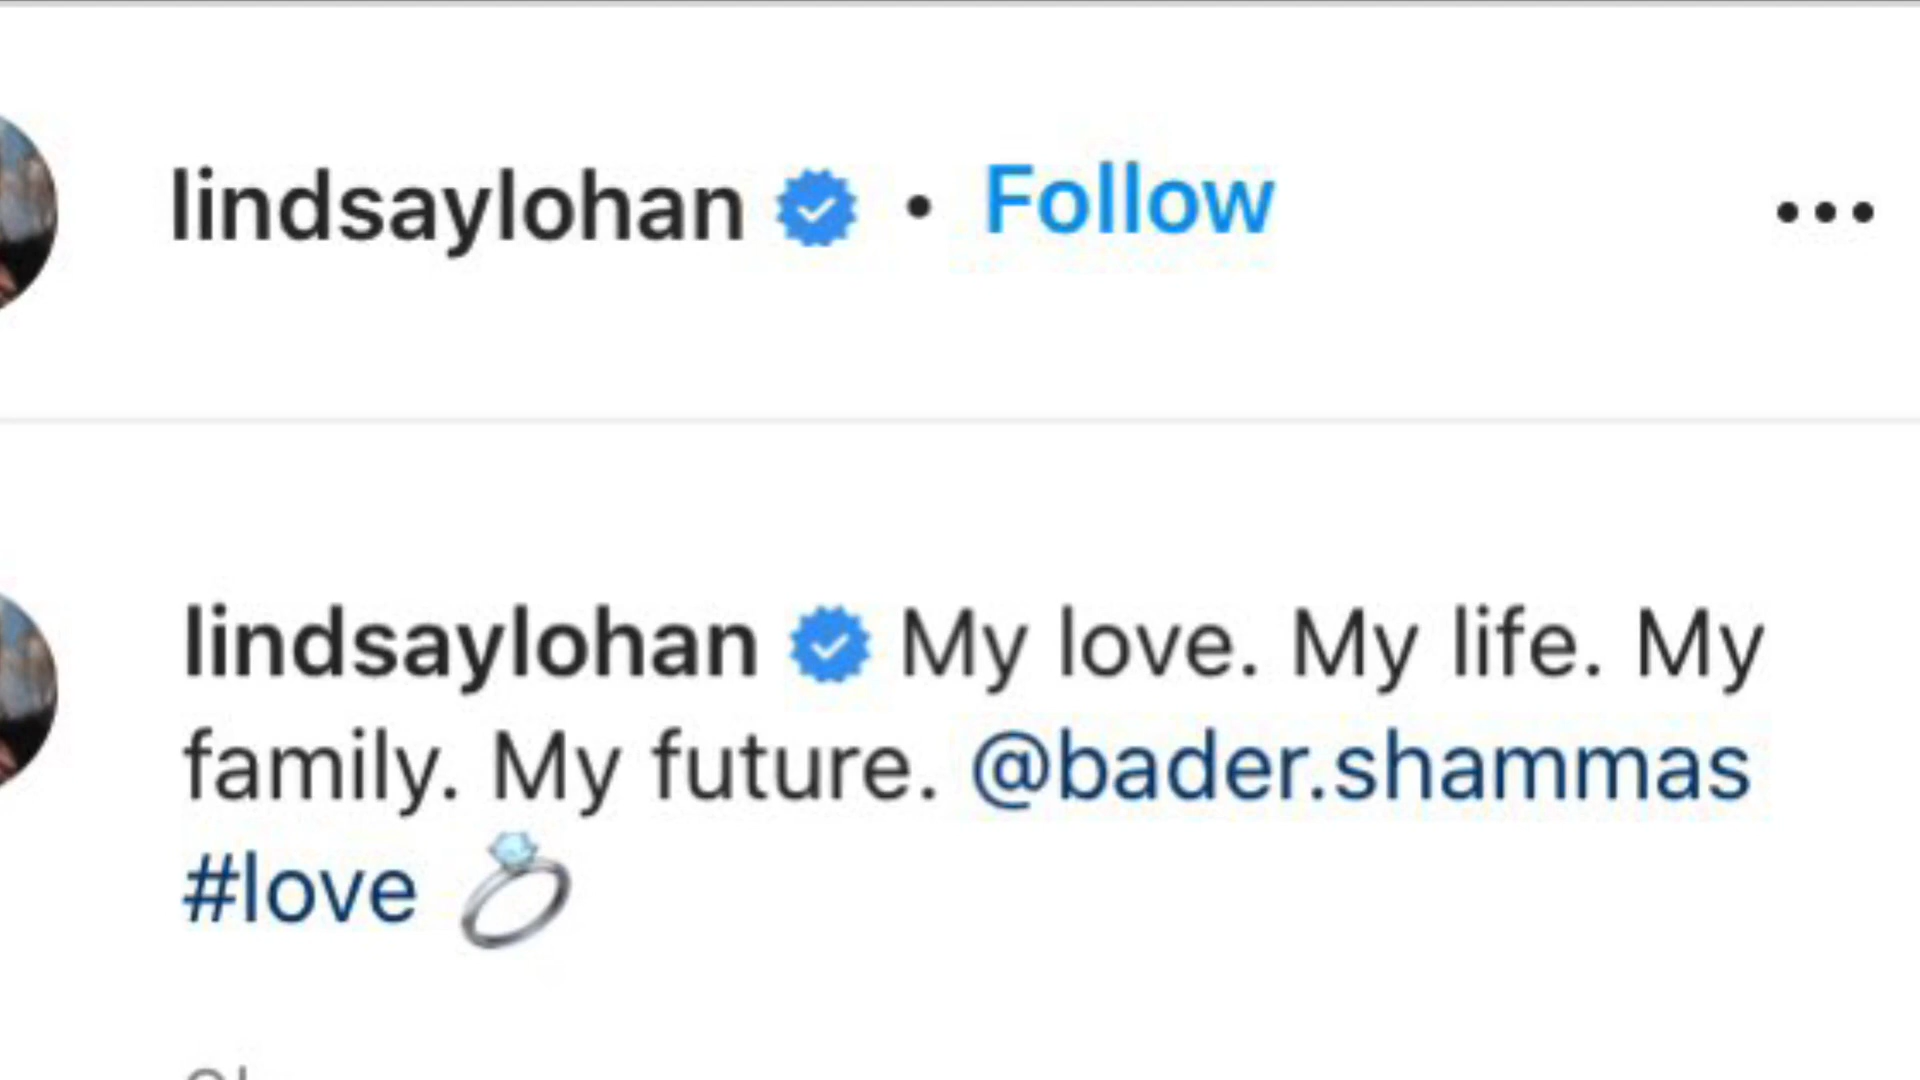 lindsaylohan • Follow
lindsaylohan My love. My life. My
family. My future. @bader.shammas
#love 💍